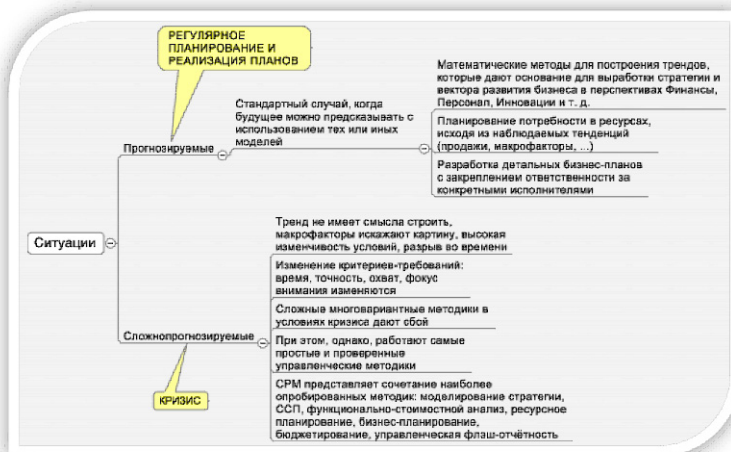 РЕГУЛЯРНОЕ
ПЛАНИРОВАНИЕ И
РЕАЛИЗАЦИЯ ПЛАНОВ
Математические методы для построения трендов,
которые дают основание для выработки стратегии и
вектора развития бизнеса в перспективах Финансы,
Персонал, Инновации и т. д.
Стандартный случай, когда
будущее можно предсказывать с
использованием тех или иных
моделей
Планирование потребности в ресурсах,
исходя из наблюдаемых тенденций
(продажи, макрофакторы, ...)
Прогнозируемые
Разработка детальных бизнес-планов
с закреплением ответственности за
конкретными исполнителями
Ситуации
Тренд не имеет смысла строить,
макрофакторы искажают картину, высокая
изменчивость условий, разрыв во времени
Изменение критериев-требований:
время, точность, охват, фокус
внимания изменяются
Сложные многовариантные методики в
условиях кризиса дают сбой
Сложнопрогнозируемые
При этом, однако, работают самые
простые и проверенные
управленческие методики
КРИЗИС
CPM представляет сочетание наиболее
опробированных методик: моделирование стратегии,
ССП, функционально-стоимостной анализ, ресурсное
планирование, бизнес-планирование,
бюджетирование, управленческая флэш-отчётность